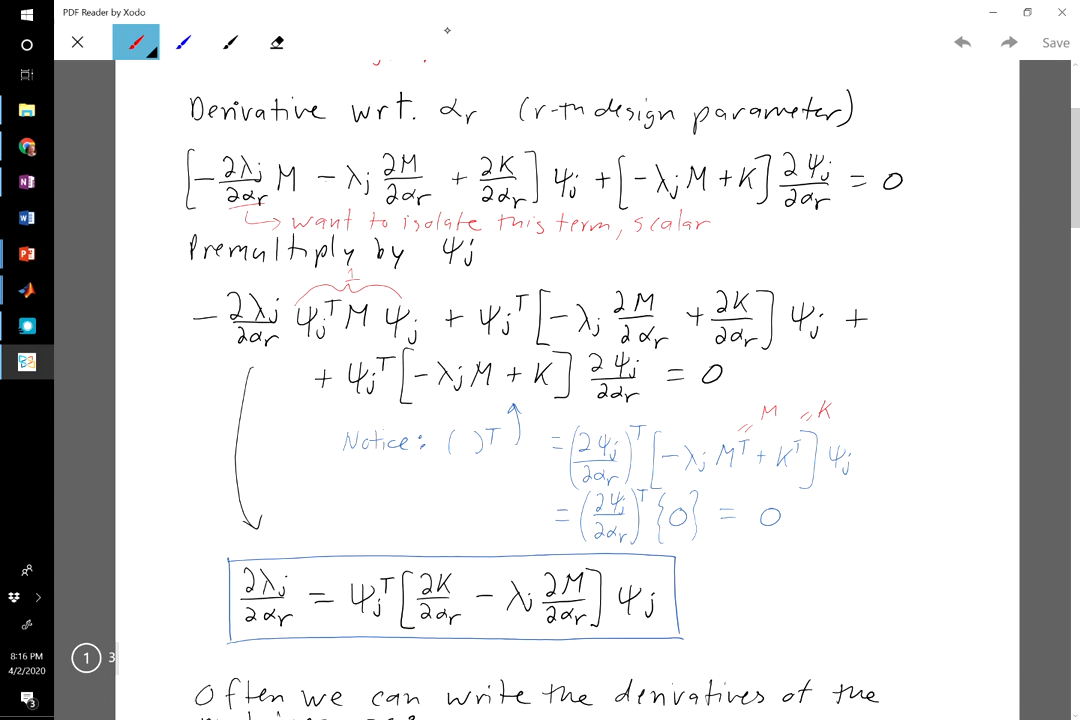 PDF Reader by Xodo
Save
Derivative wrt. αr (r-th design parameter)
[-∂λj/∂αr M - λj ∂M/∂αr + ∂K/∂αr] ψj + [-λj M + K] ∂ψj/∂αr = 0
↳ want to isolate this term, scalar
Premultiply by ψj
1
-∂λj/∂αr ψj^T M ψj + ψj^T [-λj ∂M/∂αr + ∂K/∂αr] ψj +
+ ψj^T [-λj M + K] ∂ψj/∂αr = 0
= M = K
Notice: ( )^T = (∂ψj/∂αr)^T [-λj M^T + K^T] ψj
= (∂ψj/∂αr)^T {0} = 0
∂λj/∂αr = ψj^T [∂K/∂αr - λj ∂M/∂αr] ψj
1 3
Often we can write the derivatives of the
8:16 PM
4/2/2020
3